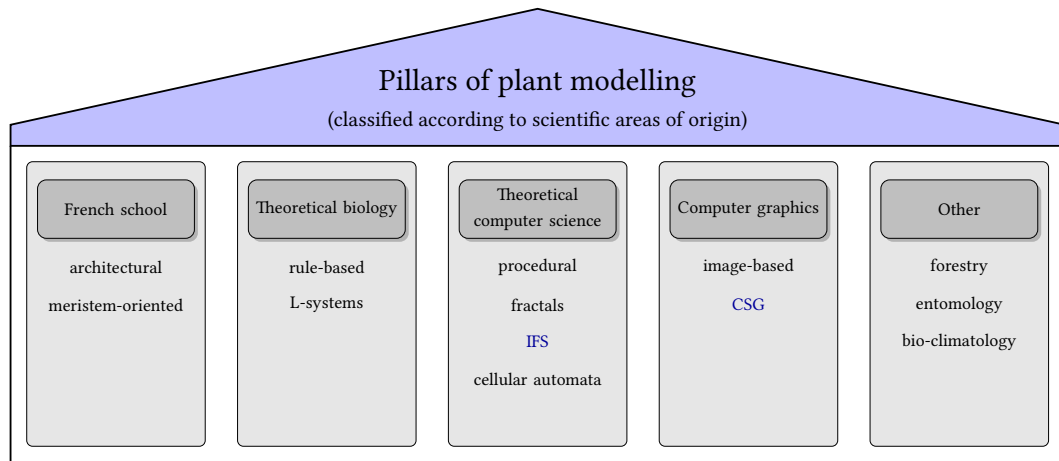 Pillars of plant modelling
(classified according to scientific areas of origin)
French school
architectural
meristem-oriented
Theoretical biology
rule-based
L-systems
Theoretical
computer science
procedural
fractals
IFS
cellular automata
Computer graphics
image-based
CSG
Other
forestry
entomology
bio-climatology